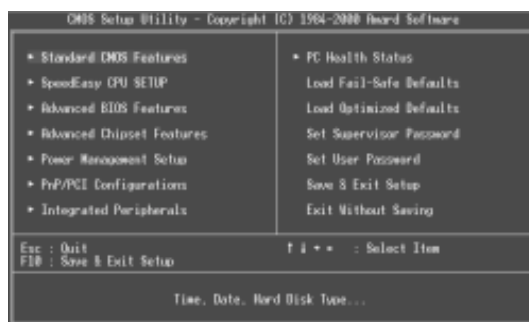 CMOS Setup Utility - Copyright (C) 1984-2000 Award Software
▸ Standard CMOS Features
▸ SpeedEasy CPU SETUP
▸ Advanced BIOS Features
▸ Advanced Chipset Features
▸ Power Management Setup
▸ PnP/PCI Configurations
▸ Integrated Peripherals
▸ PC Health Status
Load Fail-Safe Defaults
Load Optimized Defaults
Set Supervisor Password
Set User Password
Save & Exit Setup
Exit Without Saving
Esc : Quit
F10 : Save & Exit Setup
↑ ↓ → ← : Select Item
Time, Date, Hard Disk Type...